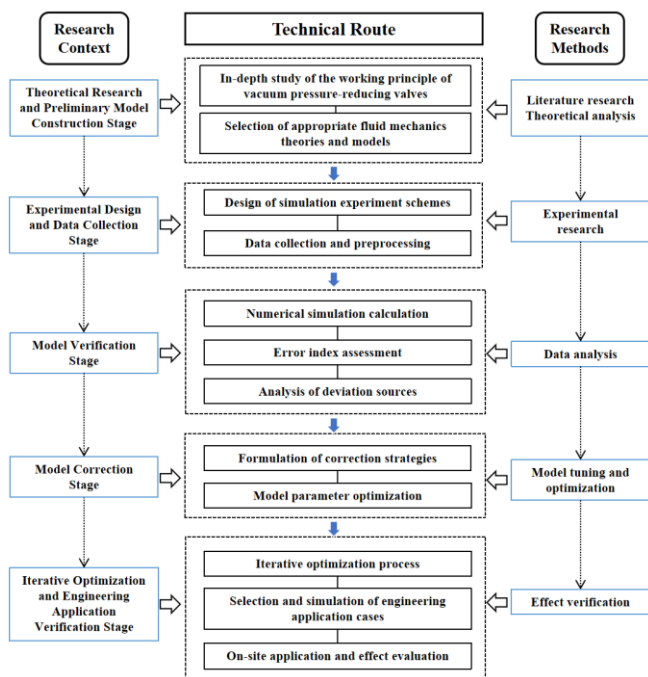 Research
Context
Technical Route
Research
Methods
Theoretical Research
and Preliminary Model
Construction Stage
In-depth study of the working principle of
vacuum pressure-reducing valves
Selection of appropriate fluid mechanics
theories and models
Literature research
Theoretical analysis
Experimental Design
and Data Collection
Stage
Design of simulation experiment schemes
Data collection and preprocessing
Experimental
research
Model Verification
Stage
Numerical simulation calculation
Error index assessment
Analysis of deviation sources
Data analysis
Model Correction
Stage
Formulation of correction strategies
Model parameter optimization
Model tuning and
optimization
Iterative Optimization
and Engineering
Application
Verification Stage
Iterative optimization process
Selection and simulation of engineering
application cases
On-site application and effect evaluation
Effect verification